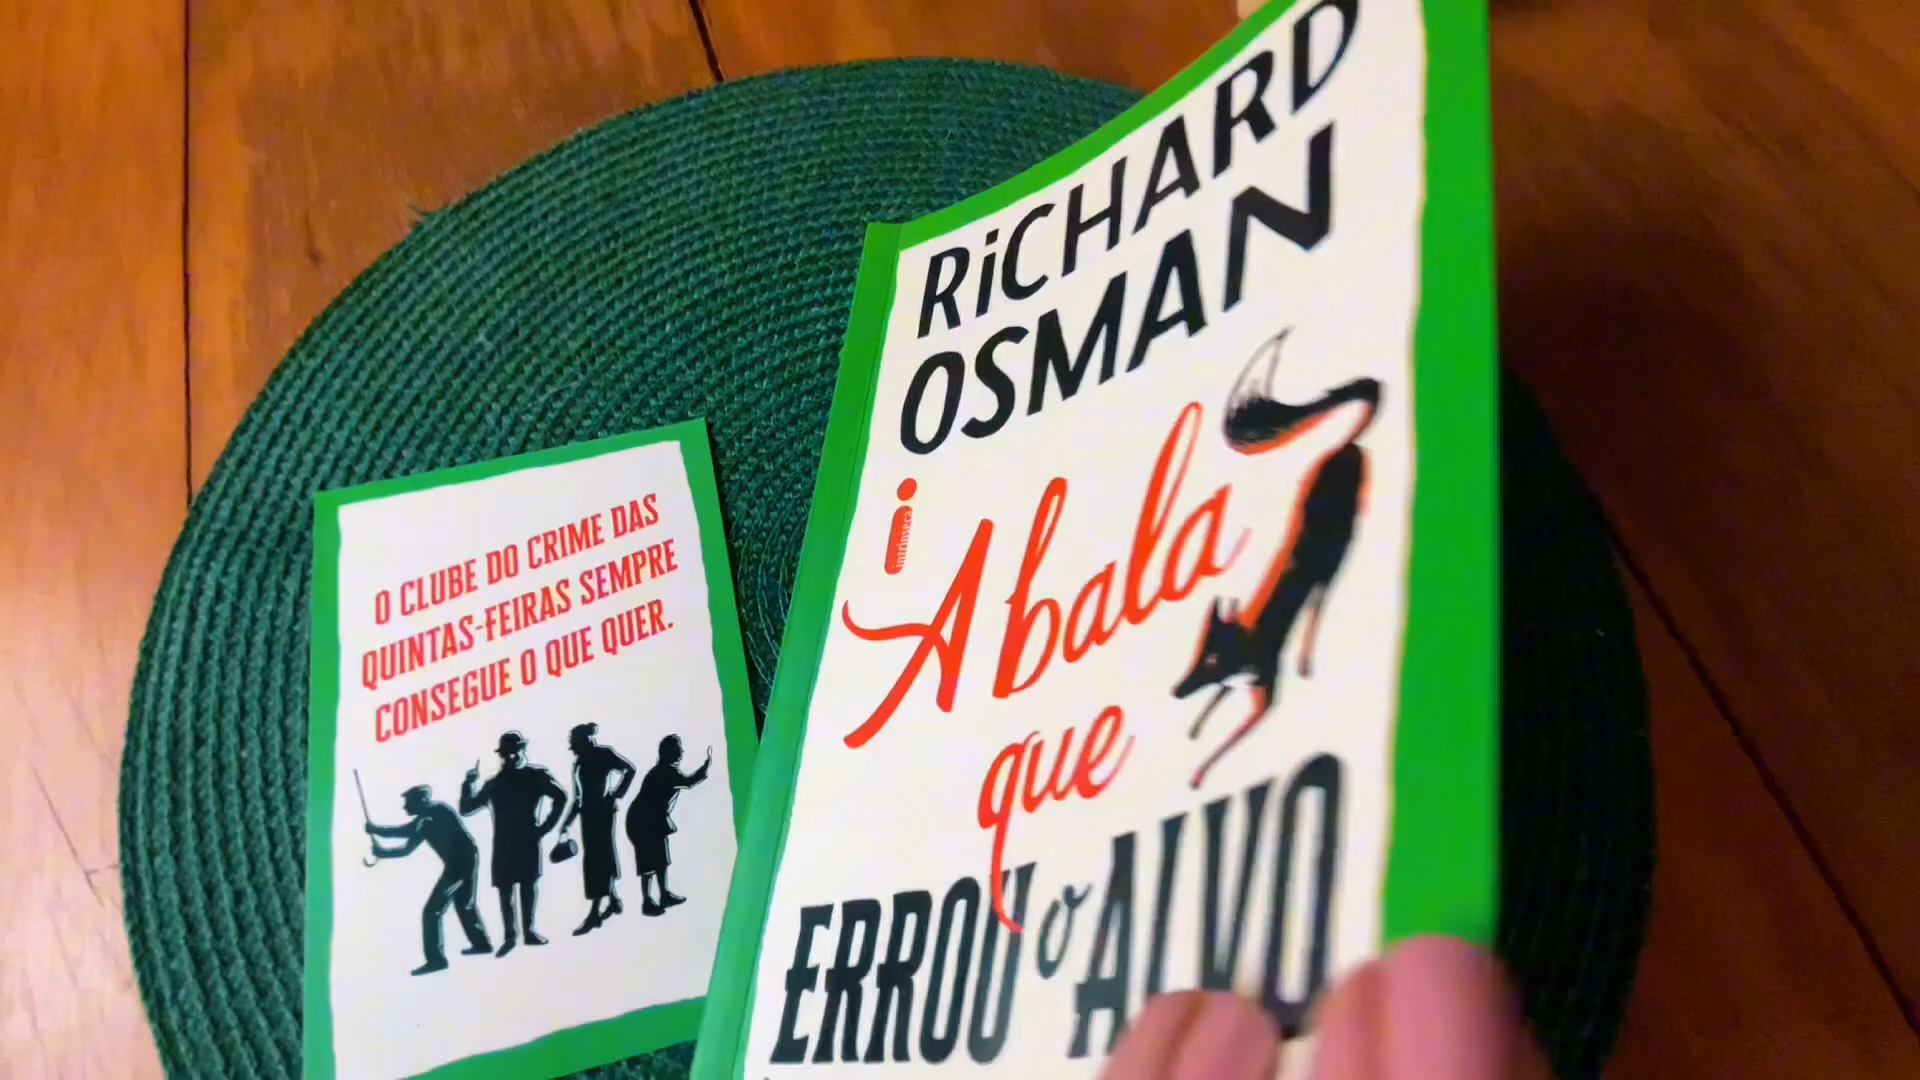 O CLUBE DO CRIME DAS
QUINTAS-FEIRAS SEMPRE
CONSEGUE O QUE QUER.
RiCHARD
OSMAN
intrínseca
A bala
que
ERROU o ALVO